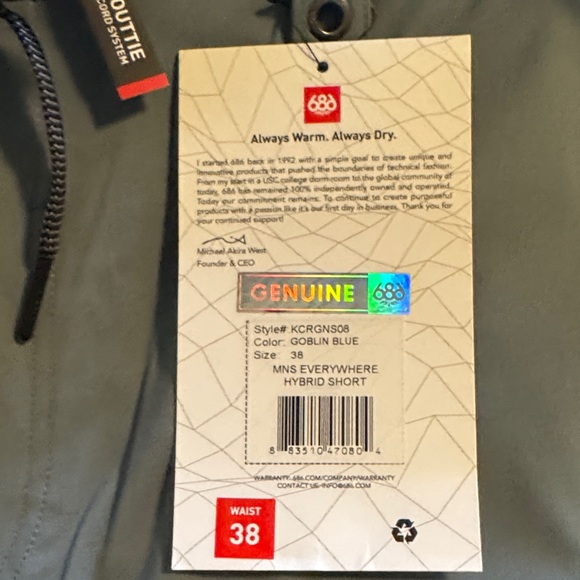 OUTTIE
CORD SYSTEM
686
Always Warm. Always Dry.
I started 686 back in 1992 with a simple goal to create unique and
innovative products that pushed the boundaries of technical fashion.
From my start in a USC college dorm room to the global community of
today, 686 has remained 100% independently owned and operated.
Today our commitment remains. To continue to create purposeful
products with a passion like it's our first day in business. Thank you for
your continued support!
Michael Akira West
Founder & CEO
GENUINE 686
Style#: KCRGNS08
Color: GOBLIN BLUE
Size: 38
MNS EVERYWHERE
HYBRID SHORT
8 83510 47080 4
WARRANTY: 686.COM/COMPANY/WARRANTY
CONTACT US: INFO@686.COM
WAIST
38